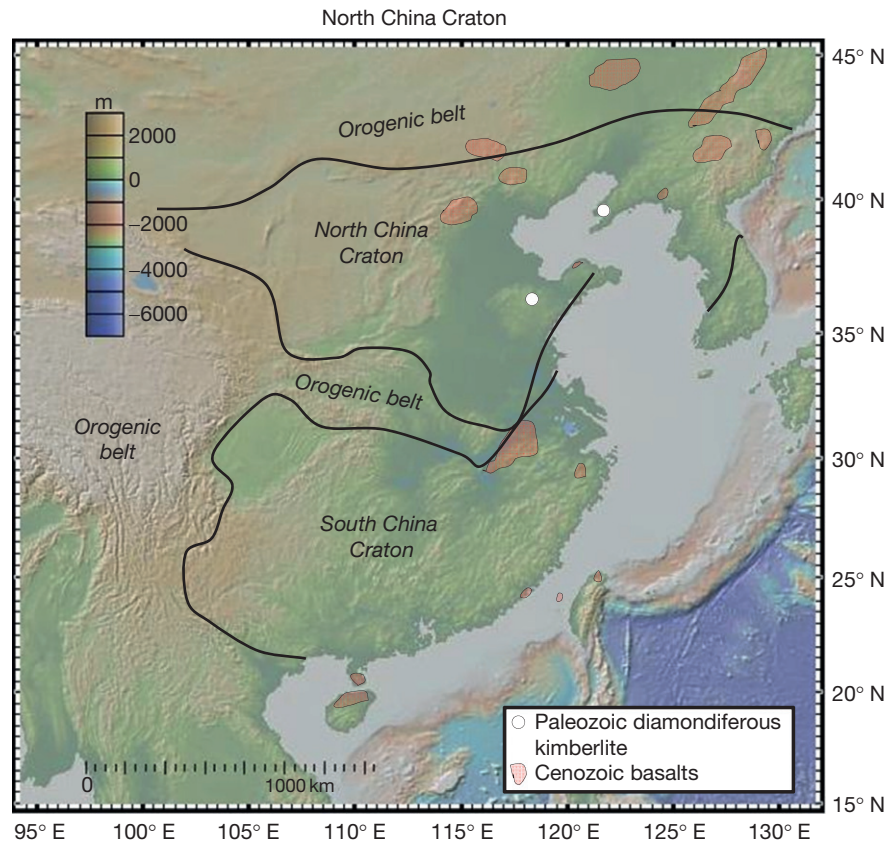 North China Craton
45° N
m
2000
0
−2000
−4000
−6000
Orogenic belt
40° N
North China
Craton
35° N
Orogenic belt
Orogenic
belt
30° N
South China
Craton
25° N
20° N
Paleozoic diamondiferous
kimberlite
Cenozoic basalts
0
1000 km
15° N
95° E
100° E
105° E
110° E
115° E
120° E
125° E
130° E